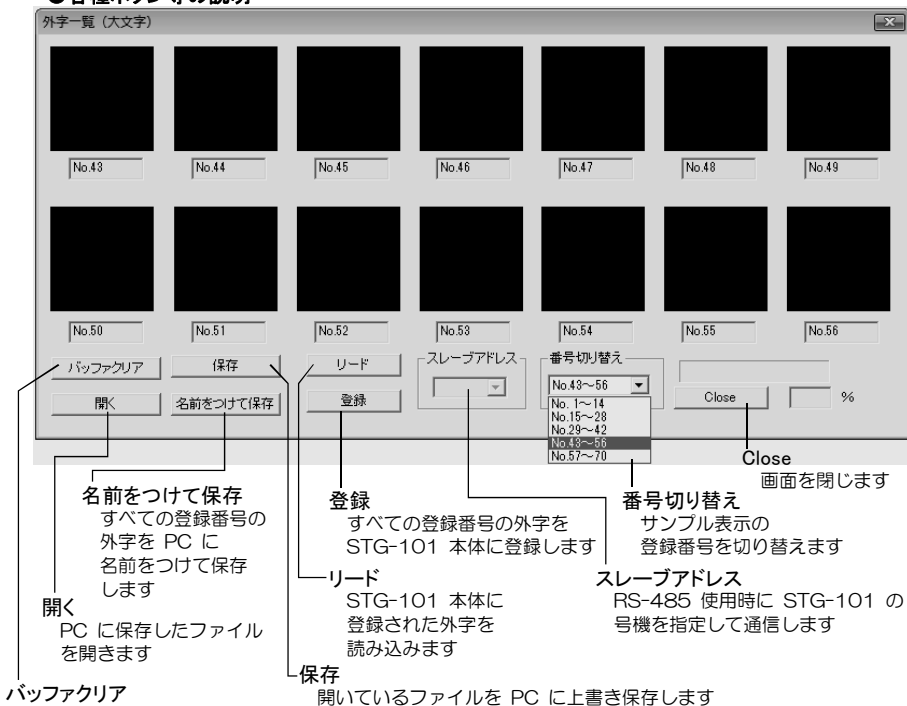 ●各種ボタン等の説明
外字一覧（大文字）
No.43 No.44 No.45 No.46 No.47 No.48 No.49
No.50 No.51 No.52 No.53 No.54 No.55 No.56
バッファクリア 保存 リード スレーブアドレス 番号切り替え
No.43～56
開く 名前をつけて保存 登録 Close %
No. 1～14
No.15～28
No.29～42
No.43～56
No.57～70
Close
画面を閉じます
名前をつけて保存
すべての登録番号の
外字を PC に
名前をつけて保存
します
登録
すべての登録番号の外字を
STG-101 本体に登録します
番号切り替え
サンプル表示の
登録番号を切り替えます
開く
PC に保存したファイル
を開きます
リード
STG-101 本体に
登録された外字を
読み込みます
スレーブアドレス
RS-485 使用時に STG-101 の
号機を指定して通信します
バッファクリア
保存
開いているファイルを PC に上書き保存します